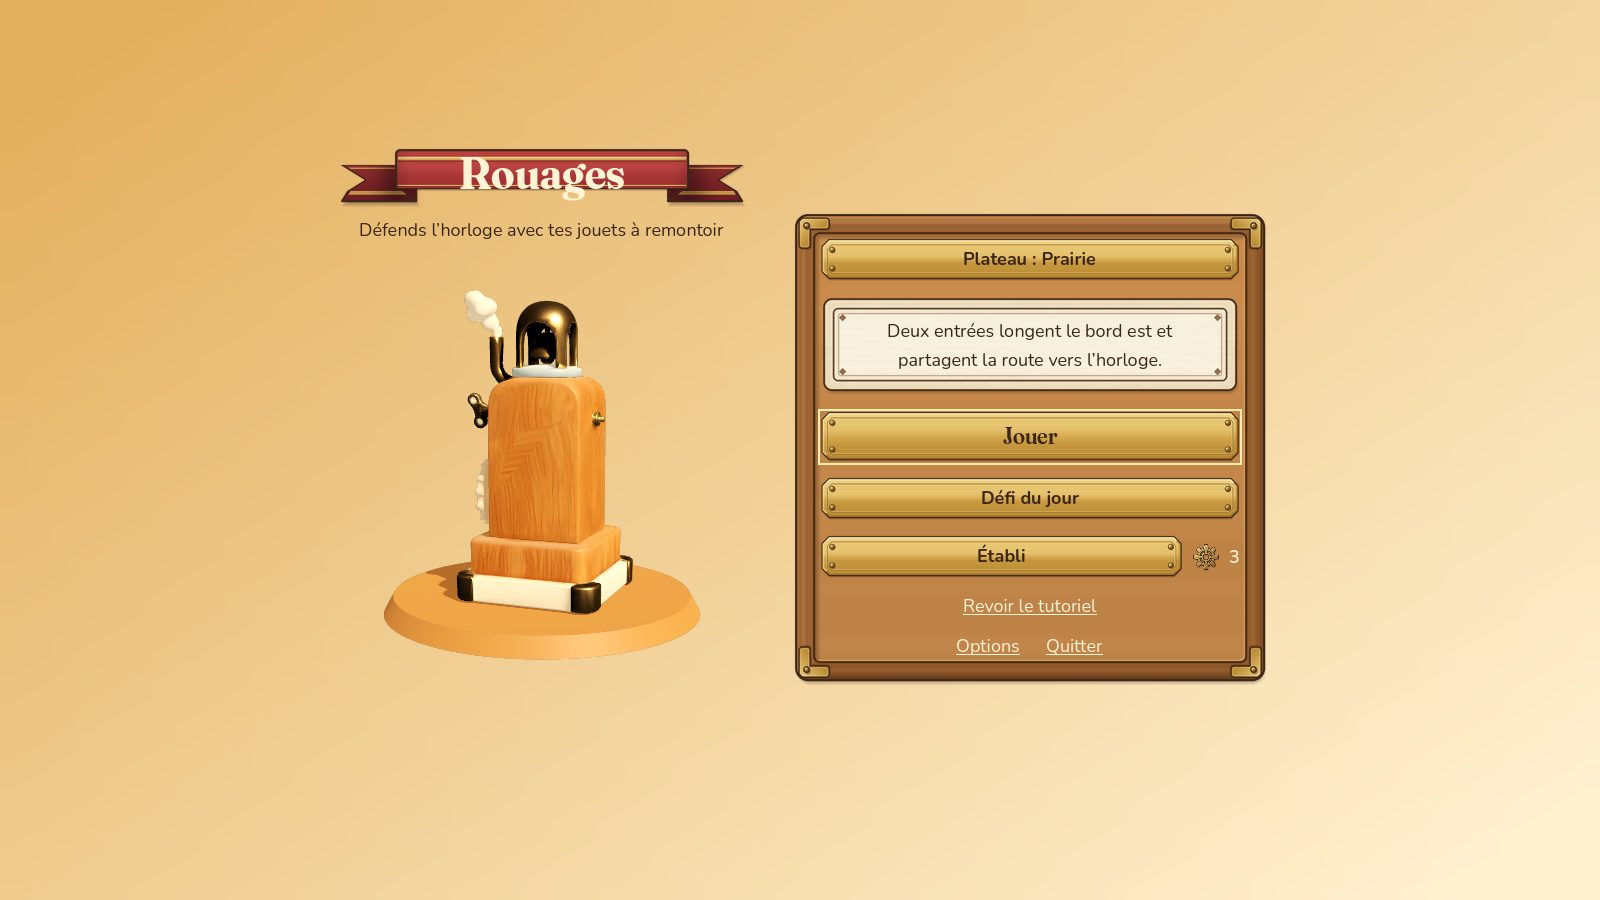 Rouages
Défends l’horloge avec tes jouets à remontoir
Plateau : Prairie
Deux entrées longent le bord est et
partagent la route vers l’horloge.
Jouer
Défi du jour
Établi
3
Revoir le tutoriel
Options
Quitter